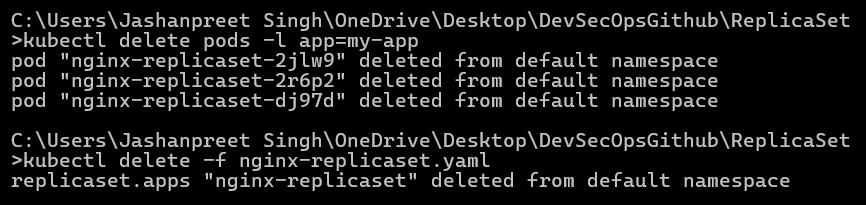 C:\Users\Jashanpreet Singh\OneDrive\Desktop\DevSecOpsGithub\ReplicaSet
>kubectl delete pods -l app=my-app
pod "nginx-replicaset-2jlw9" deleted from default namespace
pod "nginx-replicaset-2r6p2" deleted from default namespace
pod "nginx-replicaset-dj97d" deleted from default namespace
C:\Users\Jashanpreet Singh\OneDrive\Desktop\DevSecOpsGithub\ReplicaSet
>kubectl delete -f nginx-replicaset.yaml
replicaset.apps "nginx-replicaset" deleted from default namespace